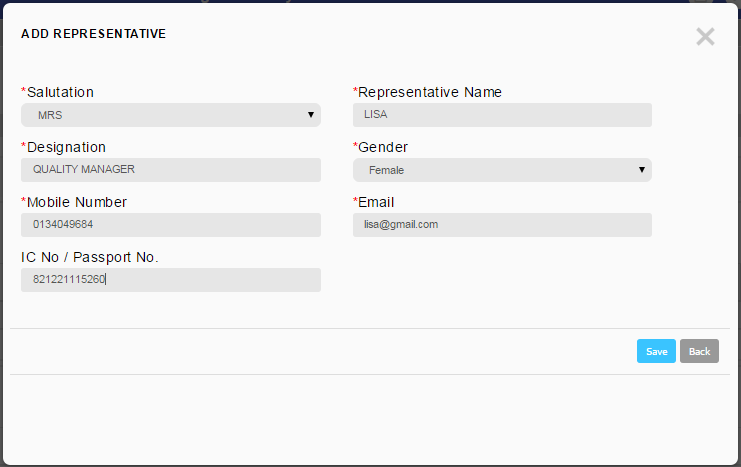 ADD REPRESENTATIVE
*Salutation *Representative Name
MRS LISA
*Designation *Gender
QUALITY MANAGER Female
*Mobile Number *Email
0134049684 lisa@gmail.com
IC No / Passport No.
821221115260
Save Back